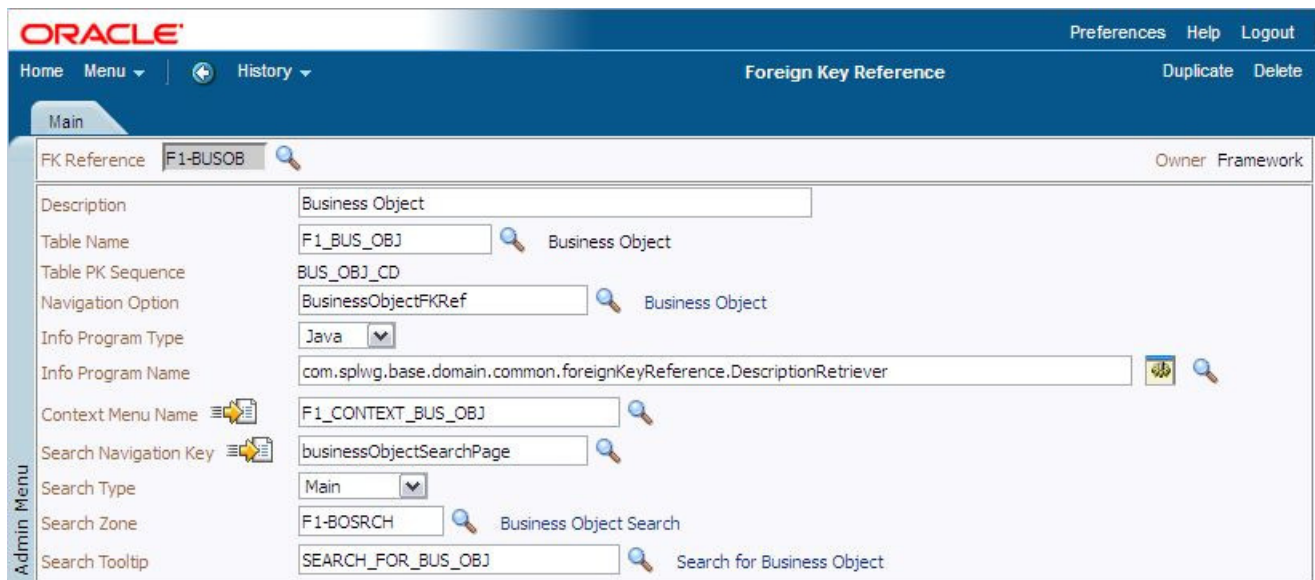 ORACLE
Preferences Help Logout
Home Menu History Foreign Key Reference Duplicate Delete
Main
FK Reference F1-BUSOB Owner Framework
Description Business Object
Table Name F1_BUS_OBJ Business Object
Table PK Sequence BUS_OBJ_CD
Navigation Option BusinessObjectFKRef Business Object
Info Program Type Java
Info Program Name com.splwg.base.domain.common.foreignKeyReference.DescriptionRetriever
Context Menu Name F1_CONTEXT_BUS_OBJ
Search Navigation Key businessObjectSearchPage
Search Type Main
Search Zone F1-BOSRCH Business Object Search
Search Tooltip SEARCH_FOR_BUS_OBJ Search for Business Object
Admin Menu